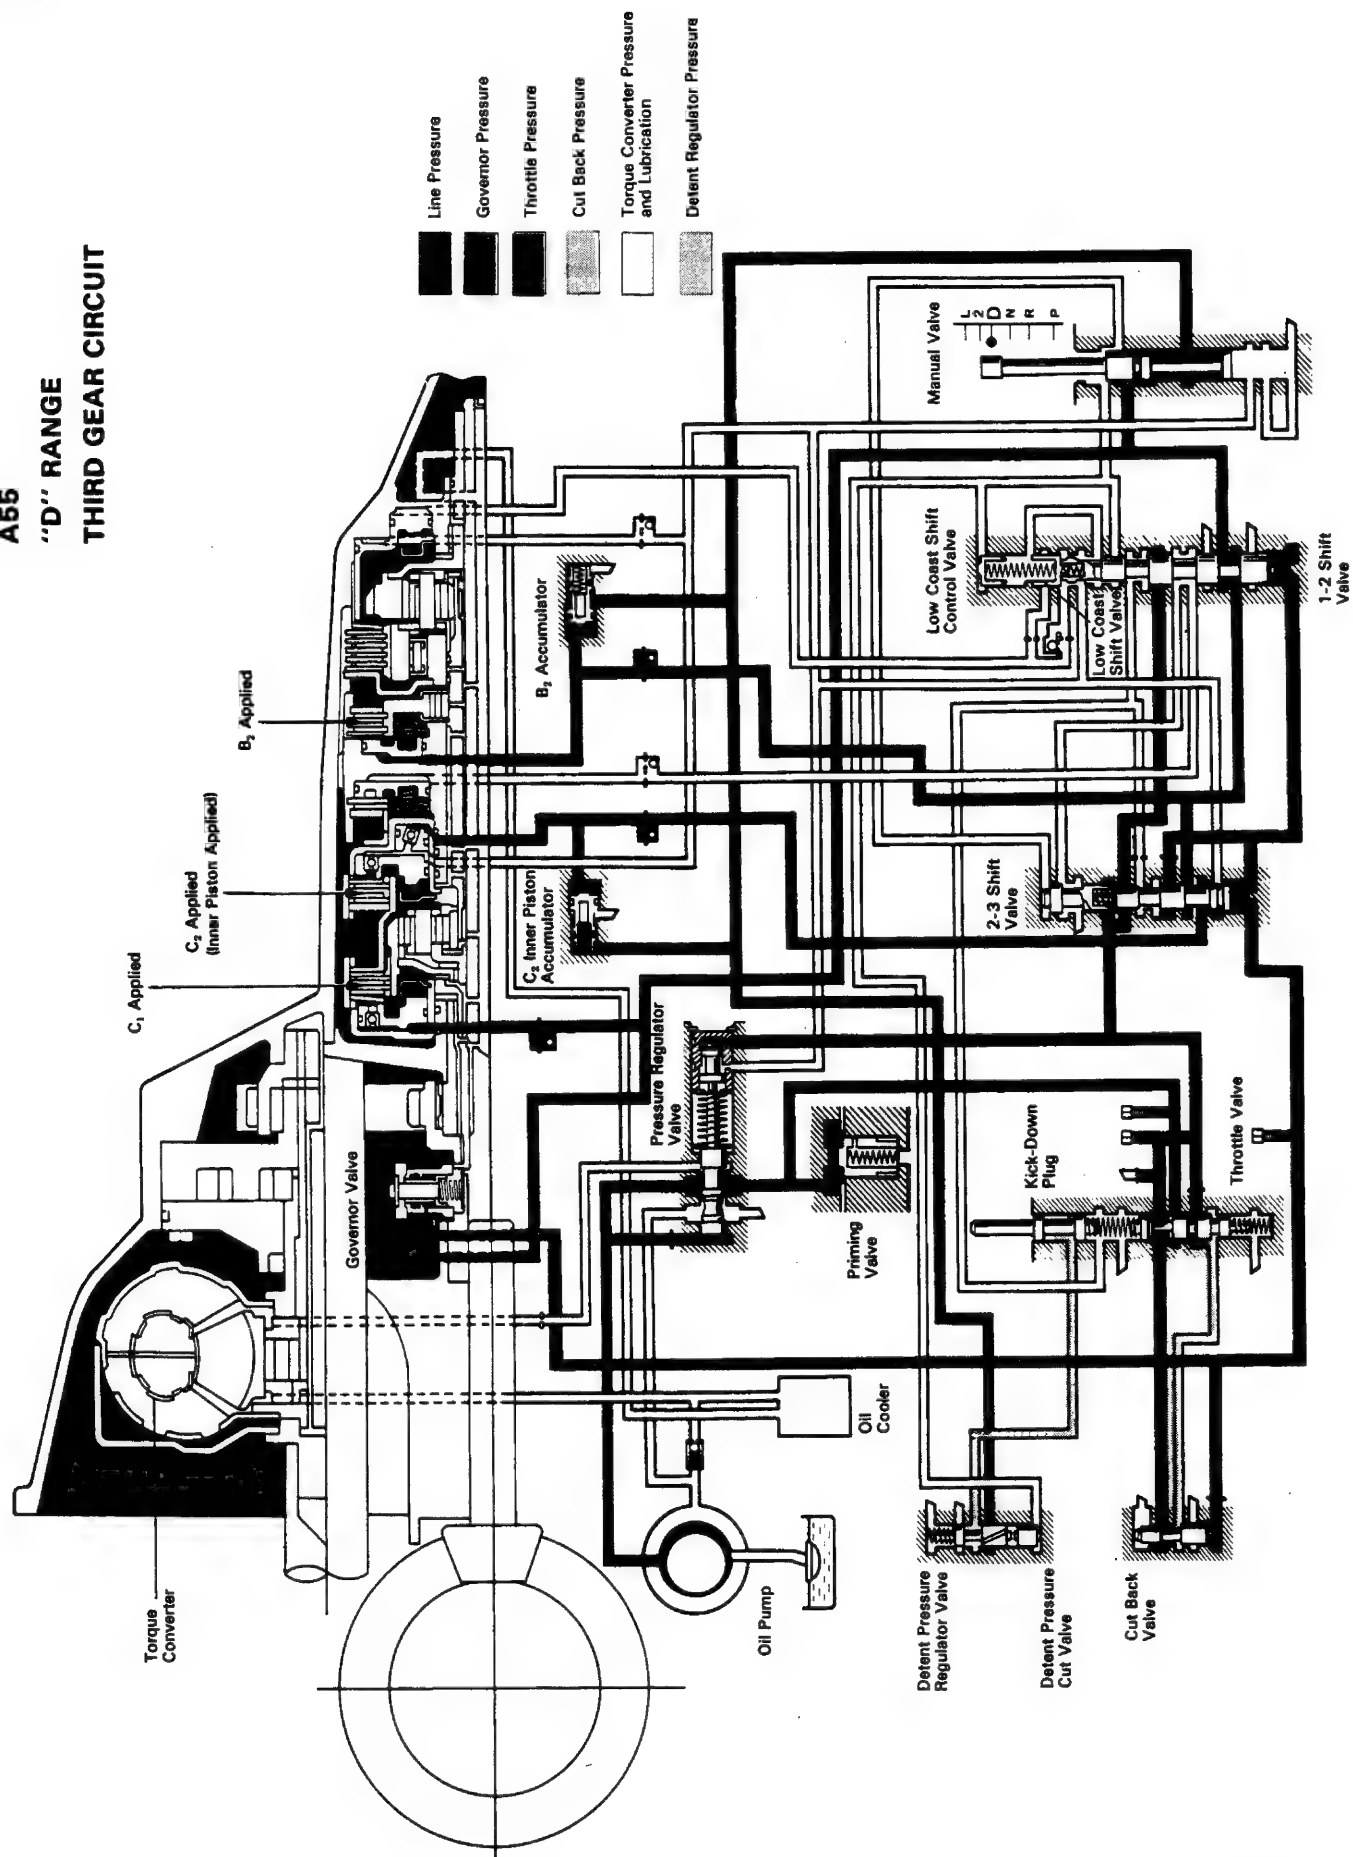 A55
"D" RANGE
THIRD GEAR CIRCUIT
Line Pressure
Governor Pressure
Throttle Pressure
Cut Back Pressure
Torque Converter Pressure
and Lubrication
Detent Regulator Pressure
Torque
Converter
C₁ Applied
C₂ Applied
(Inner Piston Applied)
B₂ Applied
Governor Valve
C₂ Inner Piston
Accumulator
B₂ Accumulator
Pressure Regulator
Valve
Priming
Valve
Oil
Cooler
Oil Pump
Manual Valve
L
2
D
N
R
P
Low Coast Shift
Control Valve
Low Coast
Shift Valve
1-2 Shift
Valve
2-3 Shift
Valve
Kick-Down
Plug
Throttle Valve
Detent Pressure
Regulator Valve
Detent Pressure
Cut Valve
Cut Back
Valve